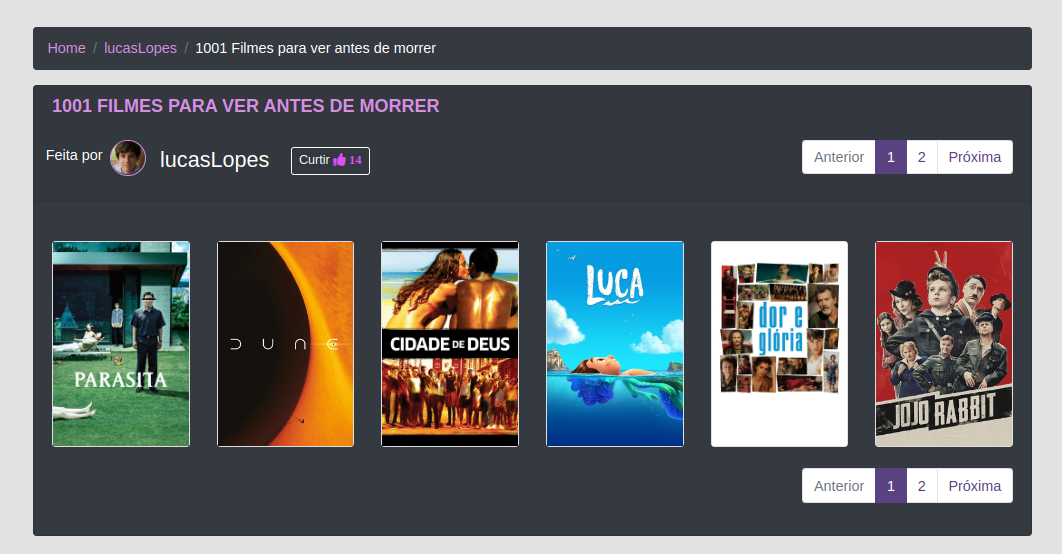 Home / lucasLopes / 1001 Filmes para ver antes de morrer
1001 FILMES PARA VER ANTES DE MORRER
Feita por lucasLopes Curtir 14
Anterior 1 2 Próxima
PARASITA
DUNE
CIDADE DE DEUS
LUCA
dor e
glória
JOJO RABBIT
Anterior 1 2 Próxima